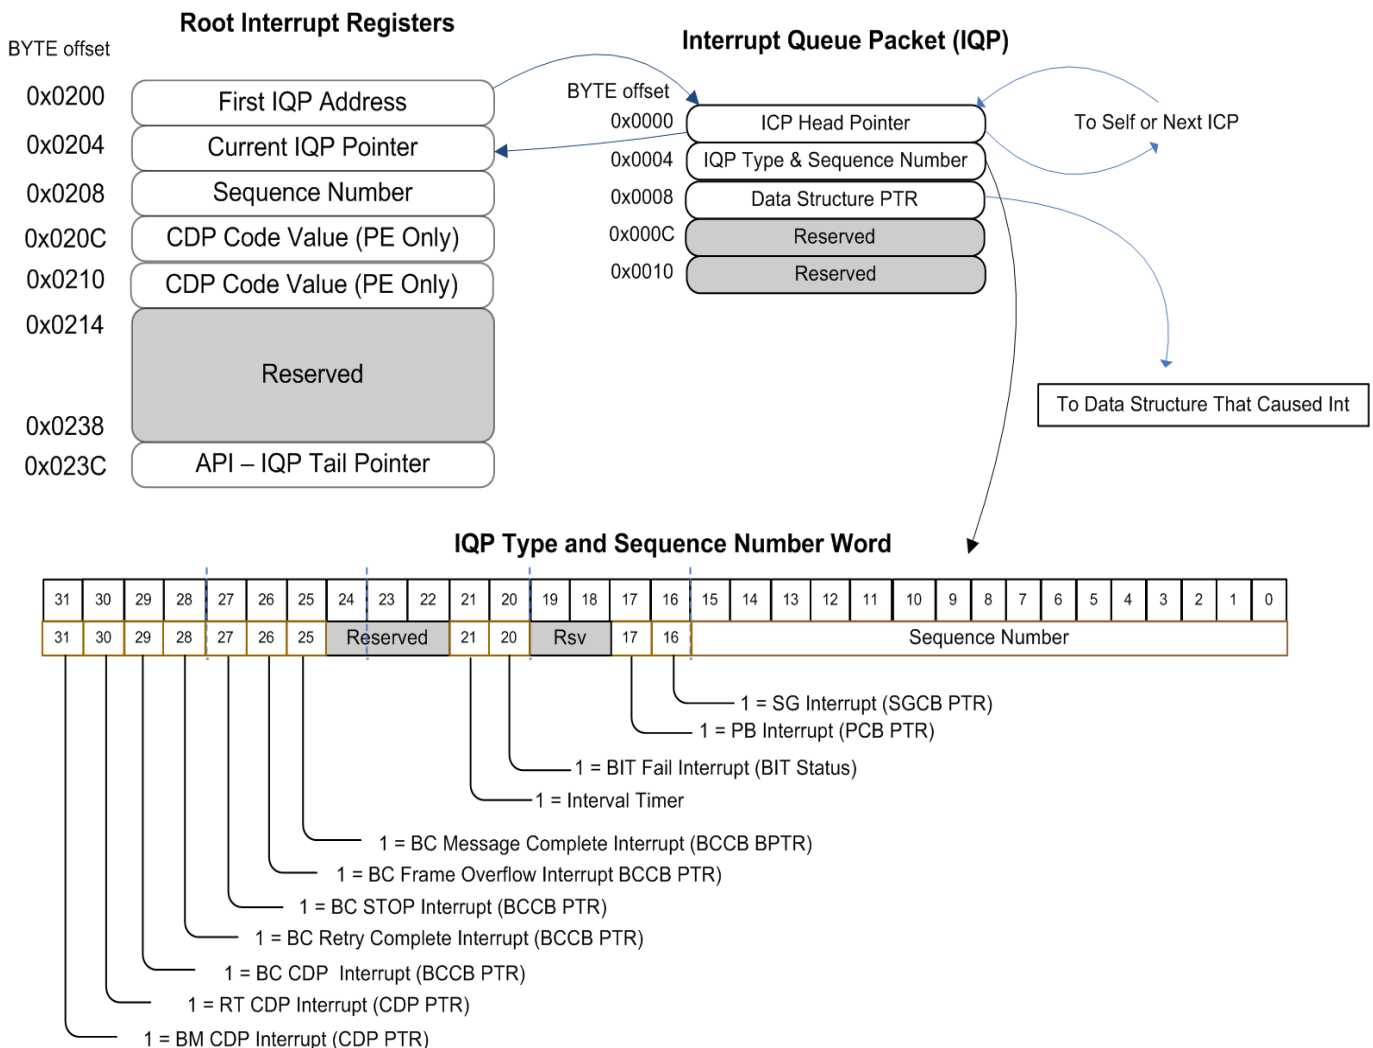 Root Interrupt Registers
BYTE offset
0x0200 First IQP Address
0x0204 Current IQP Pointer
0x0208 Sequence Number
0x020C CDP Code Value (PE Only)
0x0210 CDP Code Value (PE Only)
0x0214
Reserved
0x0238
0x023C API – IQP Tail Pointer
Interrupt Queue Packet (IQP)
BYTE offset
0x0000 ICP Head Pointer
0x0004 IQP Type & Sequence Number
0x0008 Data Structure PTR
0x000C Reserved
0x0010 Reserved
To Self or Next ICP
To Data Structure That Caused Int
IQP Type and Sequence Number Word
31 30 29 28 27 26 25 24 23 22 21 20 19 18 17 16 15 14 13 12 11 10 9 8 7 6 5 4 3 2 1 0
31 30 29 28 27 26 25 Reserved 21 20 Rsv 17 16 Sequence Number
1 = SG Interrupt (SGCB PTR)
1 = PB Interrupt (PCB PTR)
1 = BIT Fail Interrupt (BIT Status)
1 = Interval Timer
1 = BC Message Complete Interrupt (BCCB BPTR)
1 = BC Frame Overflow Interrupt BCCB PTR)
1 = BC STOP Interrupt (BCCB PTR)
1 = BC Retry Complete Interrupt (BCCB PTR)
1 = BC CDP Interrupt (BCCB PTR)
1 = RT CDP Interrupt (CDP PTR)
1 = BM CDP Interrupt (CDP PTR)